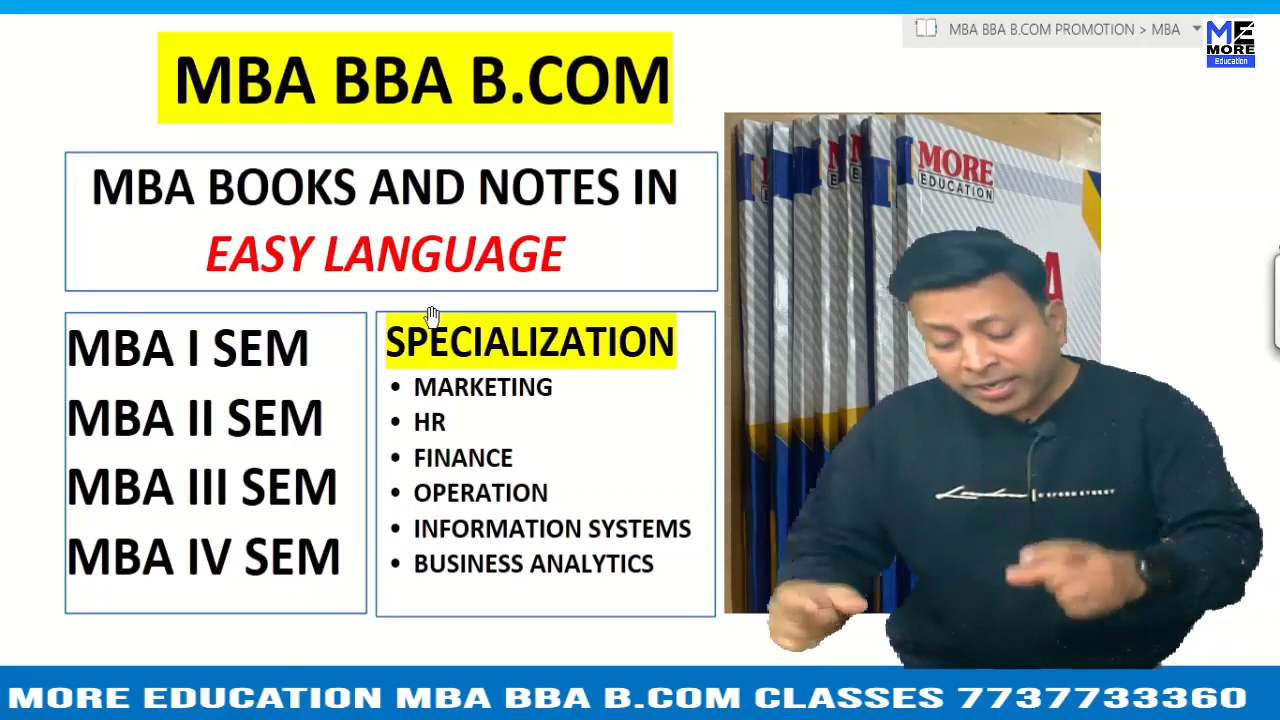 MBA BBA B.COM PROMOTION > MBA
ME
MORE
Education
MBA BBA B.COM
MBA BOOKS AND NOTES IN
EASY LANGUAGE
MBA I SEM
MBA II SEM
MBA III SEM
MBA IV SEM
SPECIALIZATION
• MARKETING
• HR
• FINANCE
• OPERATION
• INFORMATION SYSTEMS
• BUSINESS ANALYTICS
MORE
EDUCATION
MORE EDUCATION MBA BBA B.COM CLASSES 7737733360